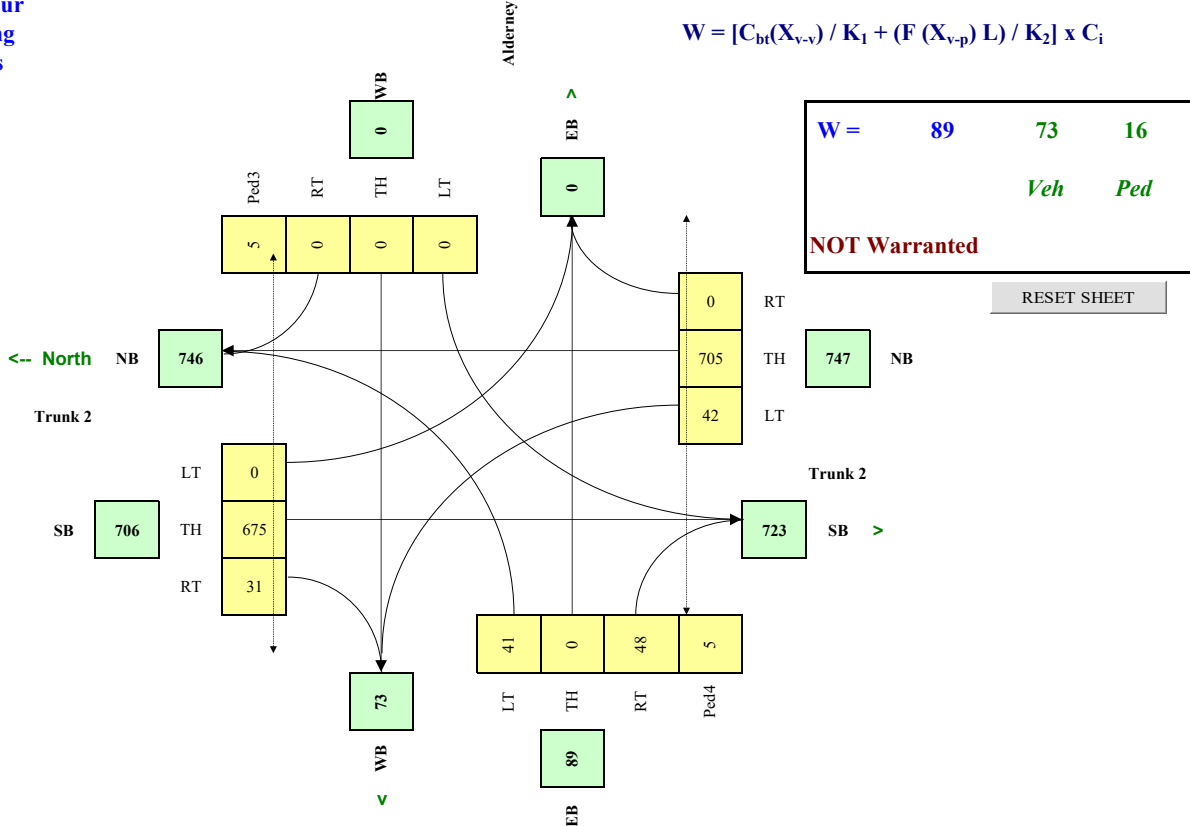 ur
ng
s
Alderney
W = [Cbt(Xv-v) / K1 + (F (Xv-p) L) / K2] x Ci
WB
0
^
EB
0
W = 89 73 16
Veh Ped
NOT Warranted
RESET SHEET
Ped3 RT TH LT
5 0 0 0
0 RT
<-- North NB 746
705 TH 747 NB
42 LT
Trunk 2
LT 0
Trunk 2
SB 706 TH 675
723 SB >
RT 31
41 0 48 5
LT TH RT Ped4
73
WB
v
89
EB